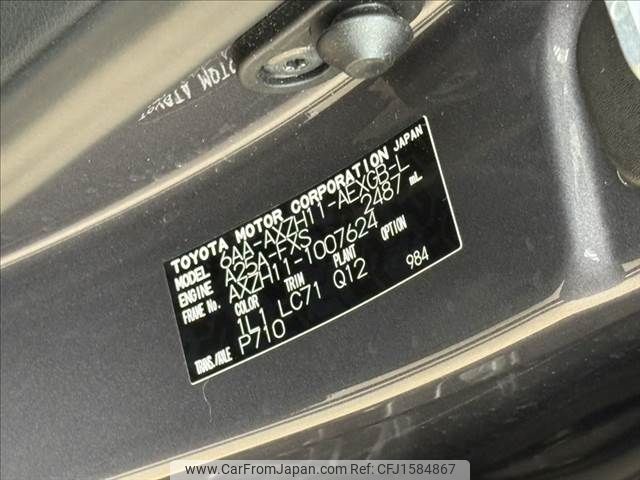 TOYOTA MOTOR CORPORATION JAPAN
MODEL 6AA-AXZH11-AEXGB-L
ENGINE A25A-FXS 2487 mL
FRAME No. AXZH11-1007624
COLOR TRIM PLANT OPTION
1L1 LC71 Q12 984
TRANS./AXLE P710
www.CarFromJapan.com - CFJ1584867